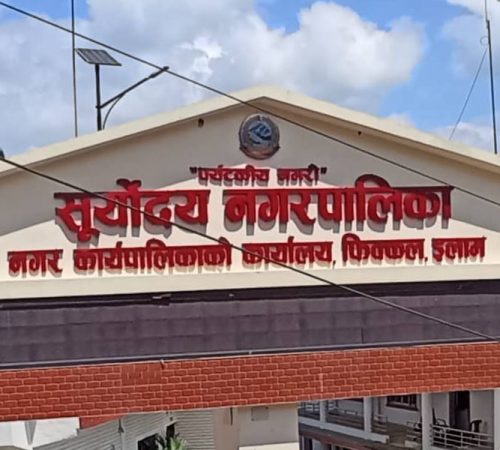 "पर्यटकीय नगरी"
सूर्योदय नगरपालिका
नगर कार्यपालिकाको कार्यालय, फिक्कल, इलाम